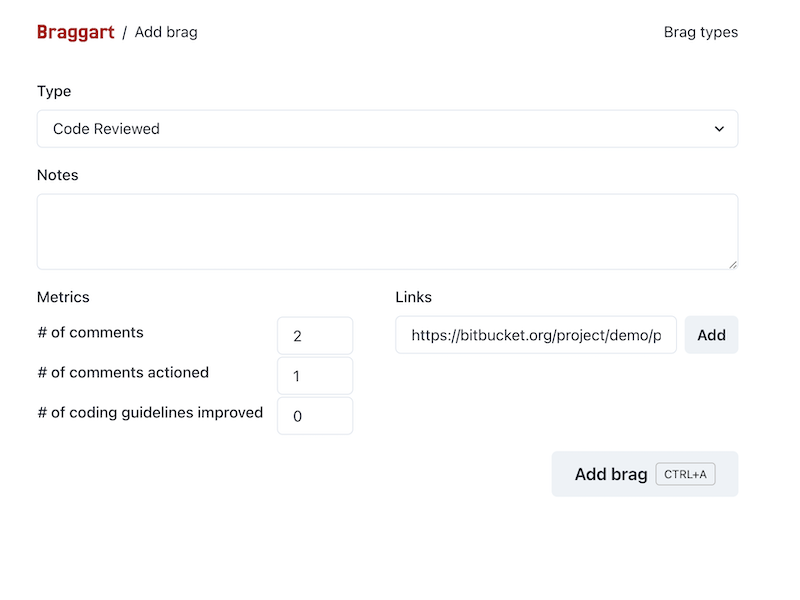 Braggart / Add brag
Brag types
Type
Code Reviewed
Notes
Metrics
Links
# of comments
2
https://bitbucket.org/project/demo/p
Add
# of comments actioned
1
# of coding guidelines improved
0
Add brag CTRL+A